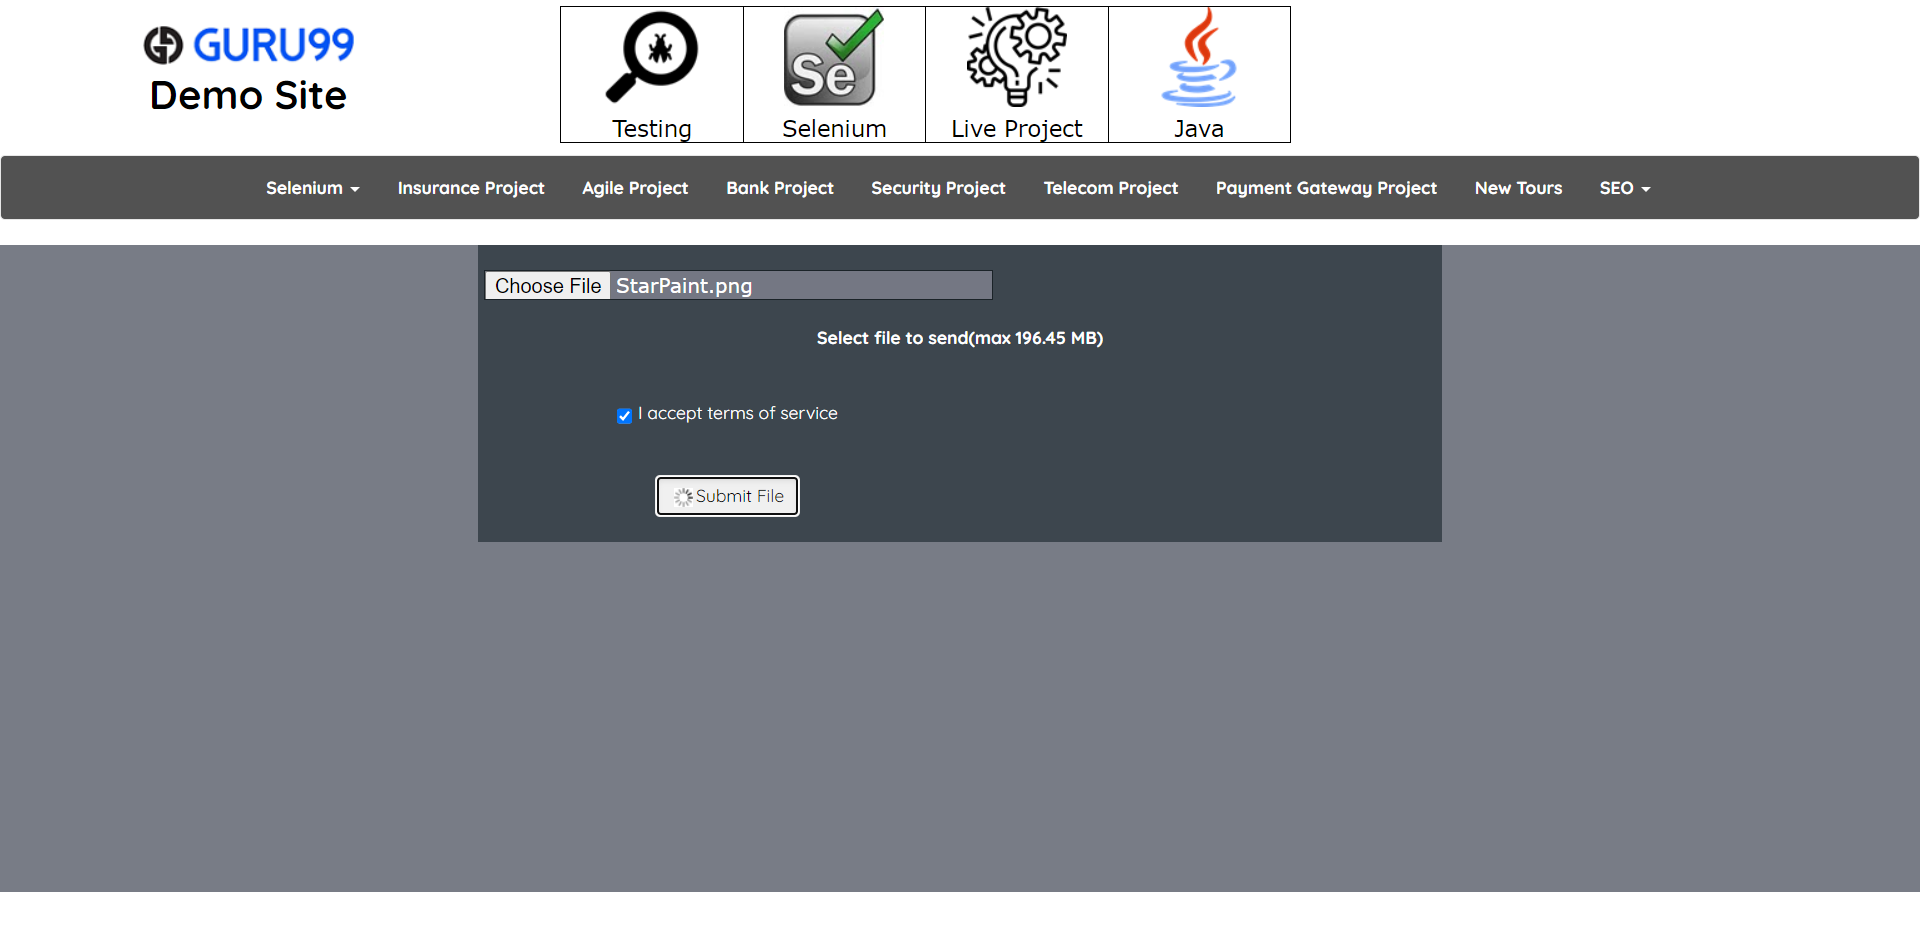 GURU99
Demo Site
Se
Testing
Selenium
Live Project
Java
Selenium
Insurance Project
Agile Project
Bank Project
Security Project
Telecom Project
Payment Gateway Project
New Tours
SEO
Choose File StarPaint.png
Select file to send(max 196.45 MB)
I accept terms of service
Submit File